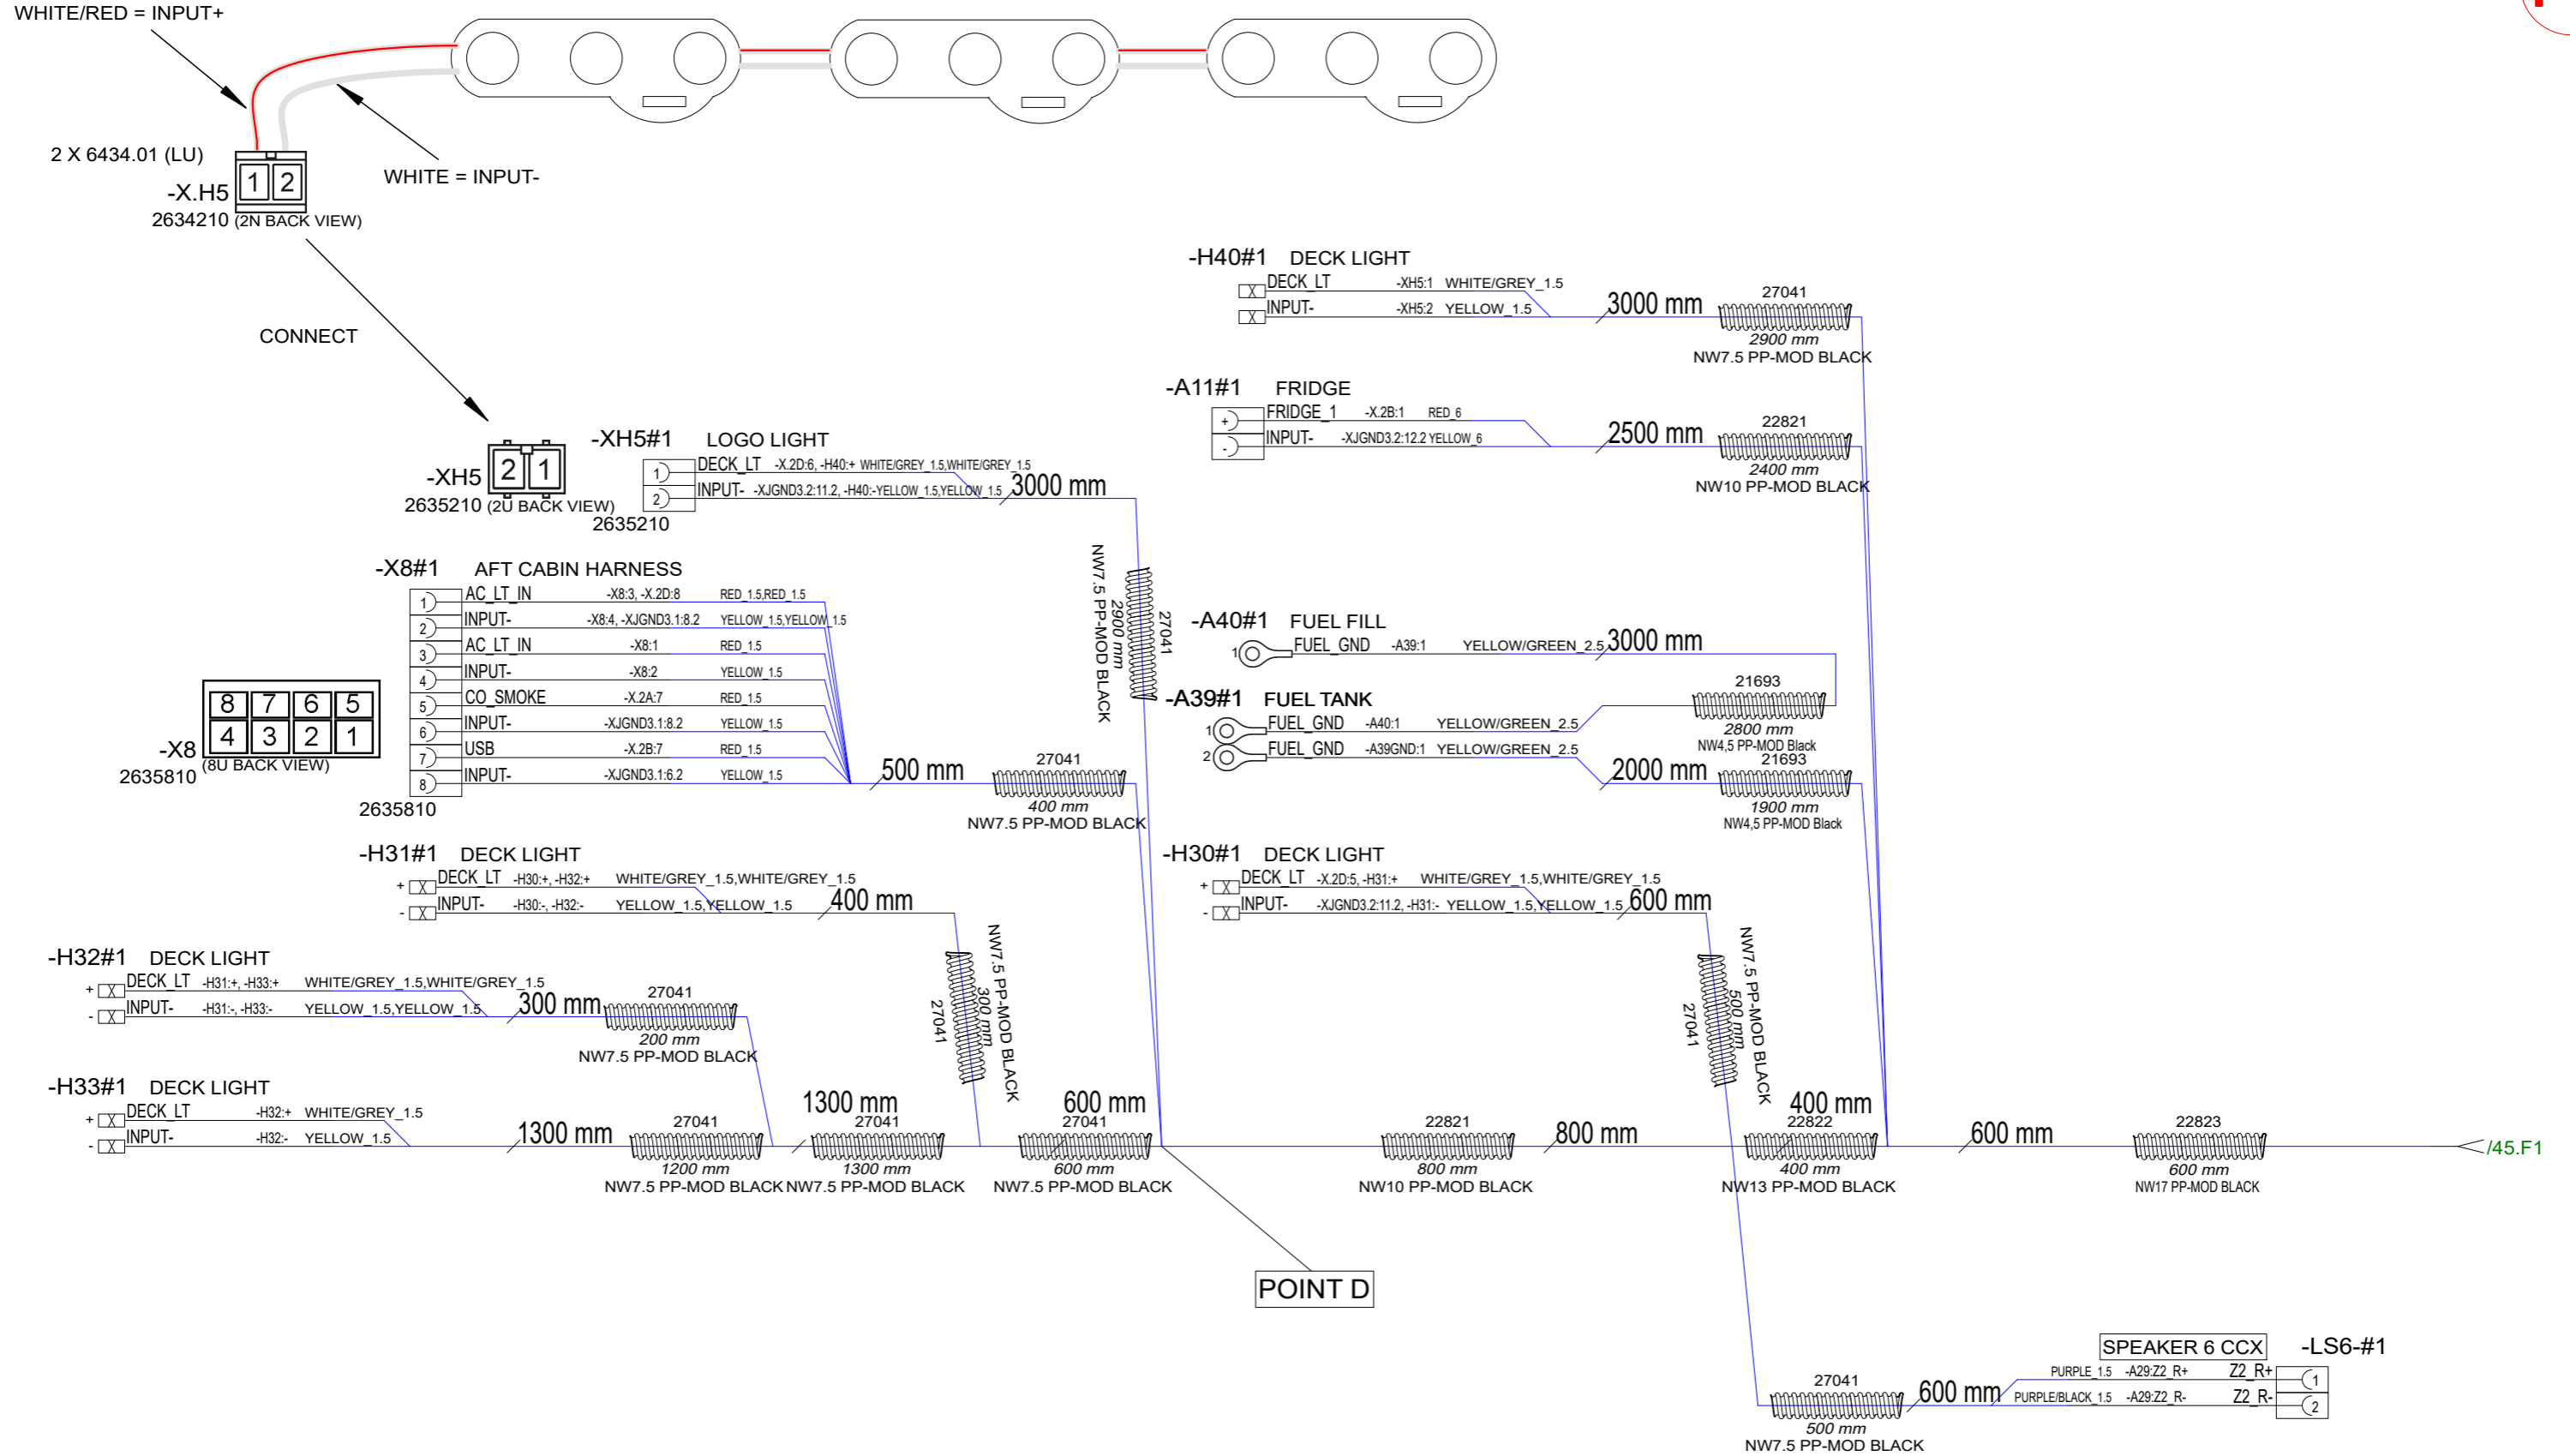 WHITE/RED = INPUT+
2 X 6434.01 (LU)
1 2
-X.H5
2634210 (2N BACK VIEW)
WHITE = INPUT-
CONNECT
-XH5
2 1
2635210 (2U BACK VIEW)
-XH5#1 LOGO LIGHT
1 DECK_LT -X.2D:6, -H40:+ WHITE/GREY_1.5,WHITE/GREY_1.5
2 INPUT- -XJGND3.2:11.2, -H40:- YELLOW_1.5,YELLOW_1.5 3000 mm
2635210
27041
2900 mm
NW7.5 PP-MOD BLACK
-H40#1 DECK LIGHT
X DECK_LT -XH5:1 WHITE/GREY_1.5
X INPUT- -XH5:2 YELLOW_1.5 3000 mm
27041
2900 mm
NW7.5 PP-MOD BLACK
-A11#1 FRIDGE
+ FRIDGE_1 -X.2B:1 RED_6
- INPUT- -XJGND3.2:12.2 YELLOW_6 2500 mm
22821
2400 mm
NW10 PP-MOD BLACK
-X8#1 AFT CABIN HARNESS
1 AC_LT_IN -X8:3, -X.2D:8 RED_1.5,RED_1.5
2 INPUT- -X8:4, -XJGND3.1:8.2 YELLOW_1.5,YELLOW_1.5
3 AC_LT_IN -X8:1 RED_1.5
4 INPUT- -X8:2 YELLOW_1.5
5 CO_SMOKE -X.2A:7 RED_1.5
6 INPUT- -XJGND3.1:8.2 YELLOW_1.5
7 USB -X.2B:7 RED_1.5
8 INPUT- -XJGND3.1:6.2 YELLOW_1.5
2635810
500 mm
27041
400 mm
NW7.5 PP-MOD BLACK
8 7 6 5
4 3 2 1
-X8
2635810 (8U BACK VIEW)
-A40#1 FUEL FILL
1 FUEL_GND -A39:1 YELLOW/GREEN_2.5 3000 mm
-A39#1 FUEL TANK
1 FUEL_GND -A40:1 YELLOW/GREEN_2.5
2 FUEL_GND -A39GND:1 YELLOW/GREEN_2.5
21693
2800 mm
NW4,5 PP-MOD Black
2000 mm
21693
1900 mm
NW4,5 PP-MOD Black
-H31#1 DECK LIGHT
+ X DECK_LT -H30:+, -H32:+ WHITE/GREY_1.5,WHITE/GREY_1.5
- X INPUT- -H30:-, -H32:- YELLOW_1.5,YELLOW_1.5 400 mm
27041
300 mm
NW7.5 PP-MOD BLACK
-H30#1 DECK LIGHT
+ X DECK_LT -X.2D:5, -H31:+ WHITE/GREY_1.5,WHITE/GREY_1.5
- X INPUT- -XJGND3.2:11.2, -H31:- YELLOW_1.5,YELLOW_1.5 600 mm
27041
500 mm
NW7.5 PP-MOD BLACK
-H32#1 DECK LIGHT
+ X DECK_LT -H31:+, -H33:+ WHITE/GREY_1.5,WHITE/GREY_1.5
- X INPUT- -H31:-, -H33:- YELLOW_1.5,YELLOW_1.5 300 mm
27041
200 mm
NW7.5 PP-MOD BLACK
-H33#1 DECK LIGHT
+ X DECK_LT -H32:+ WHITE/GREY_1.5
- X INPUT- -H32:- YELLOW_1.5 1300 mm
27041
1200 mm
NW7.5 PP-MOD BLACK
1300 mm
27041
1300 mm
NW7.5 PP-MOD BLACK
600 mm
27041
600 mm
NW7.5 PP-MOD BLACK
22821
800 mm
NW10 PP-MOD BLACK
800 mm
400 mm
22822
400 mm
NW13 PP-MOD BLACK
600 mm
22823
600 mm
NW17 PP-MOD BLACK
/45.F1
POINT D
SPEAKER 6 CCX -LS6-#1
PURPLE_1.5 -A29:Z2_R+ Z2_R+ 1
PURPLE/BLACK_1.5 -A29:Z2_R- Z2_R- 2
600 mm
27041
500 mm
NW7.5 PP-MOD BLACK